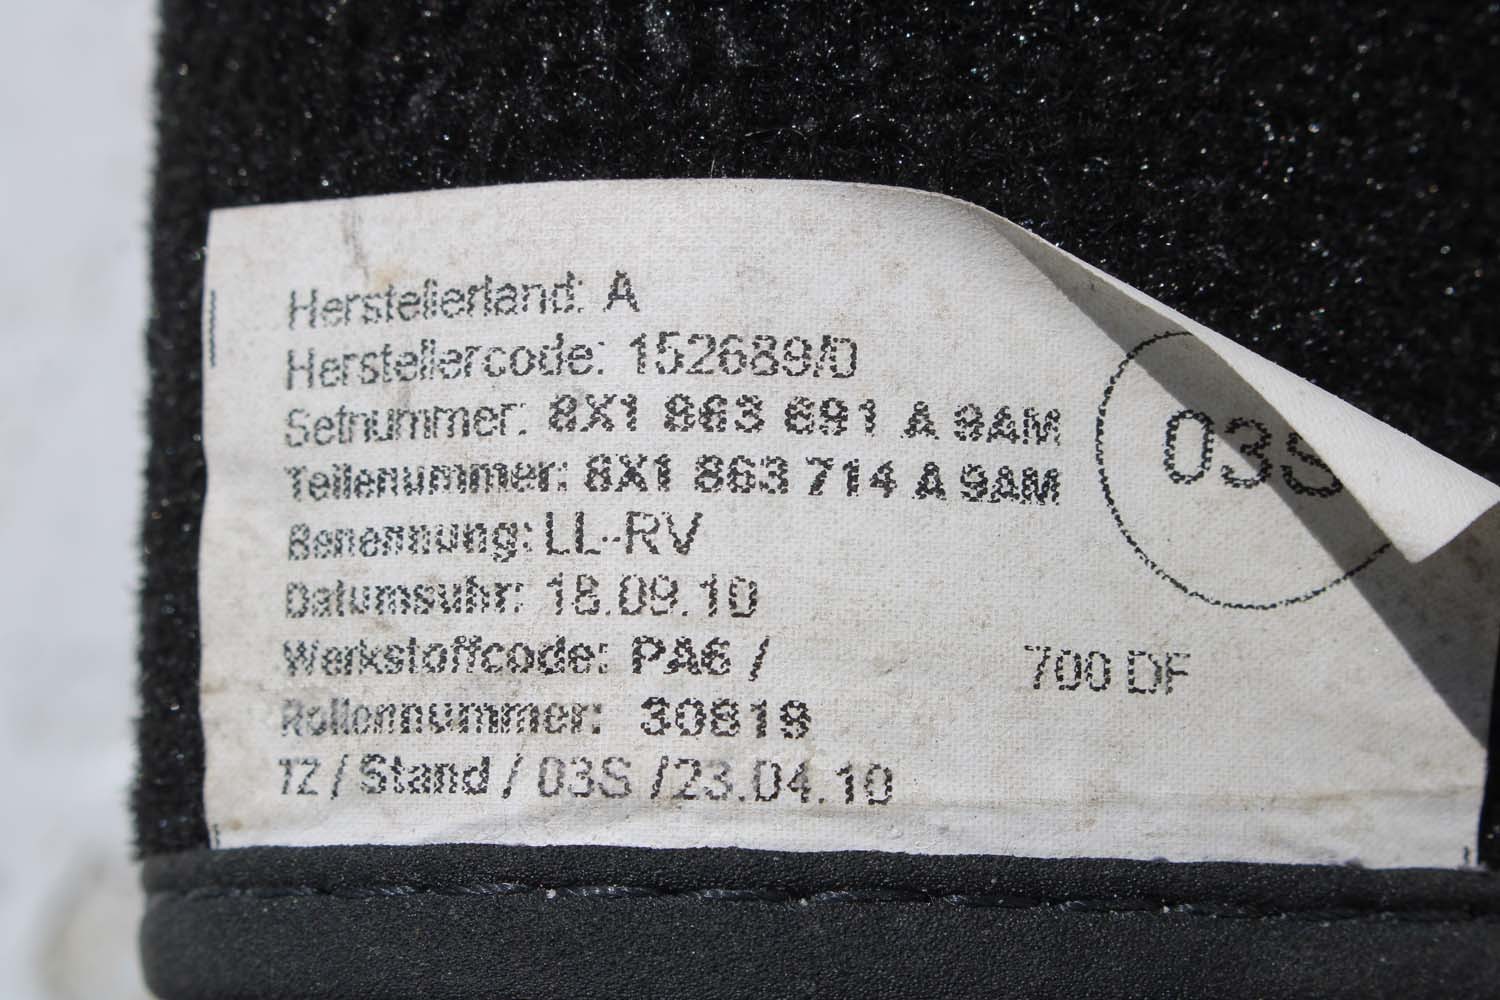 Herstellerland: A
Herstellercode: 152689/0
Setnummer: 8X1 863 691 A 9AM
Teilenummer: 8X1 863 714 A 9AM
Benennung: LL-RV
Datumsuhr: 18.09.10
Werkstoffcode: PA6 / 700 DF
Rollennummer: 30819
TZ / Stand / 03S / 23.04.10
03S